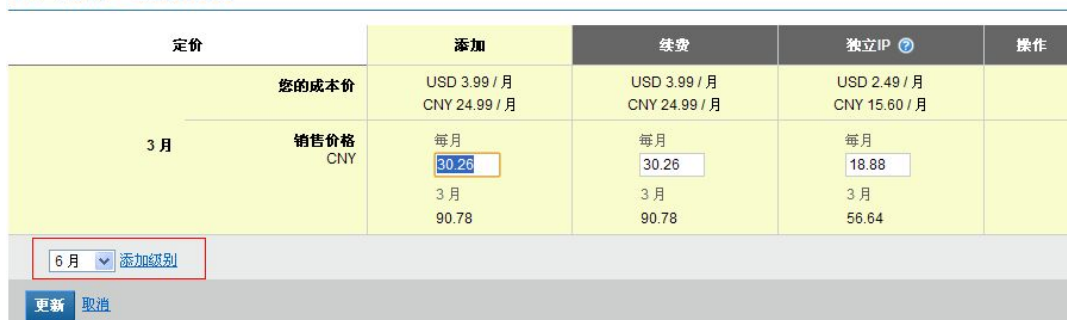 定价 添加 续费 独立IP 操作
您的成本价 USD 3.99 / 月 USD 3.99 / 月 USD 2.49 / 月
CNY 24.99 / 月 CNY 24.99 / 月 CNY 15.60 / 月
3 月 销售价格 每月 每月 每月
CNY 30.26 30.26 18.88
3 月 3 月 3 月
90.78 90.78 56.64
6 月 添加级别
更新 取消